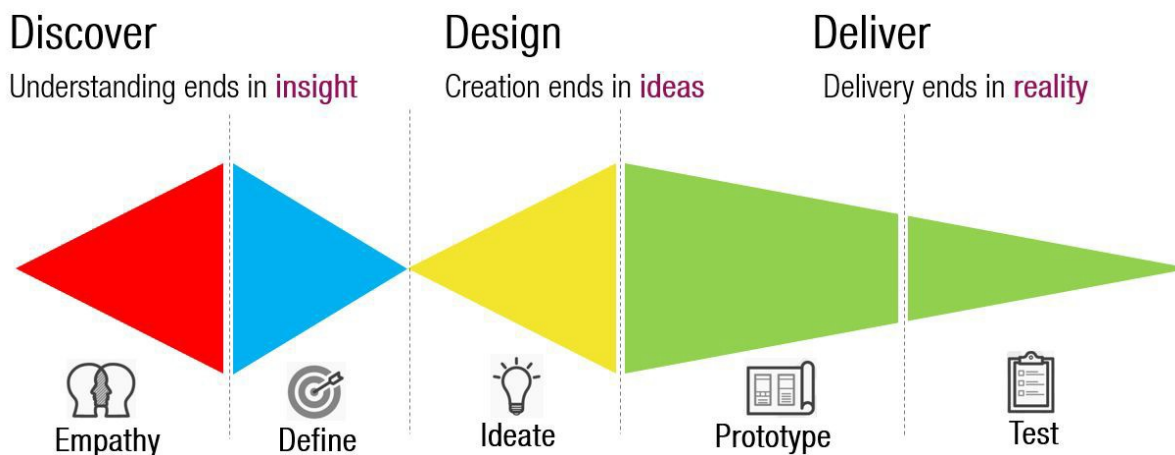 Discover
Understanding ends in insight
Design
Creation ends in ideas
Deliver
Delivery ends in reality
Empathy
Define
Ideate
Prototype
Test